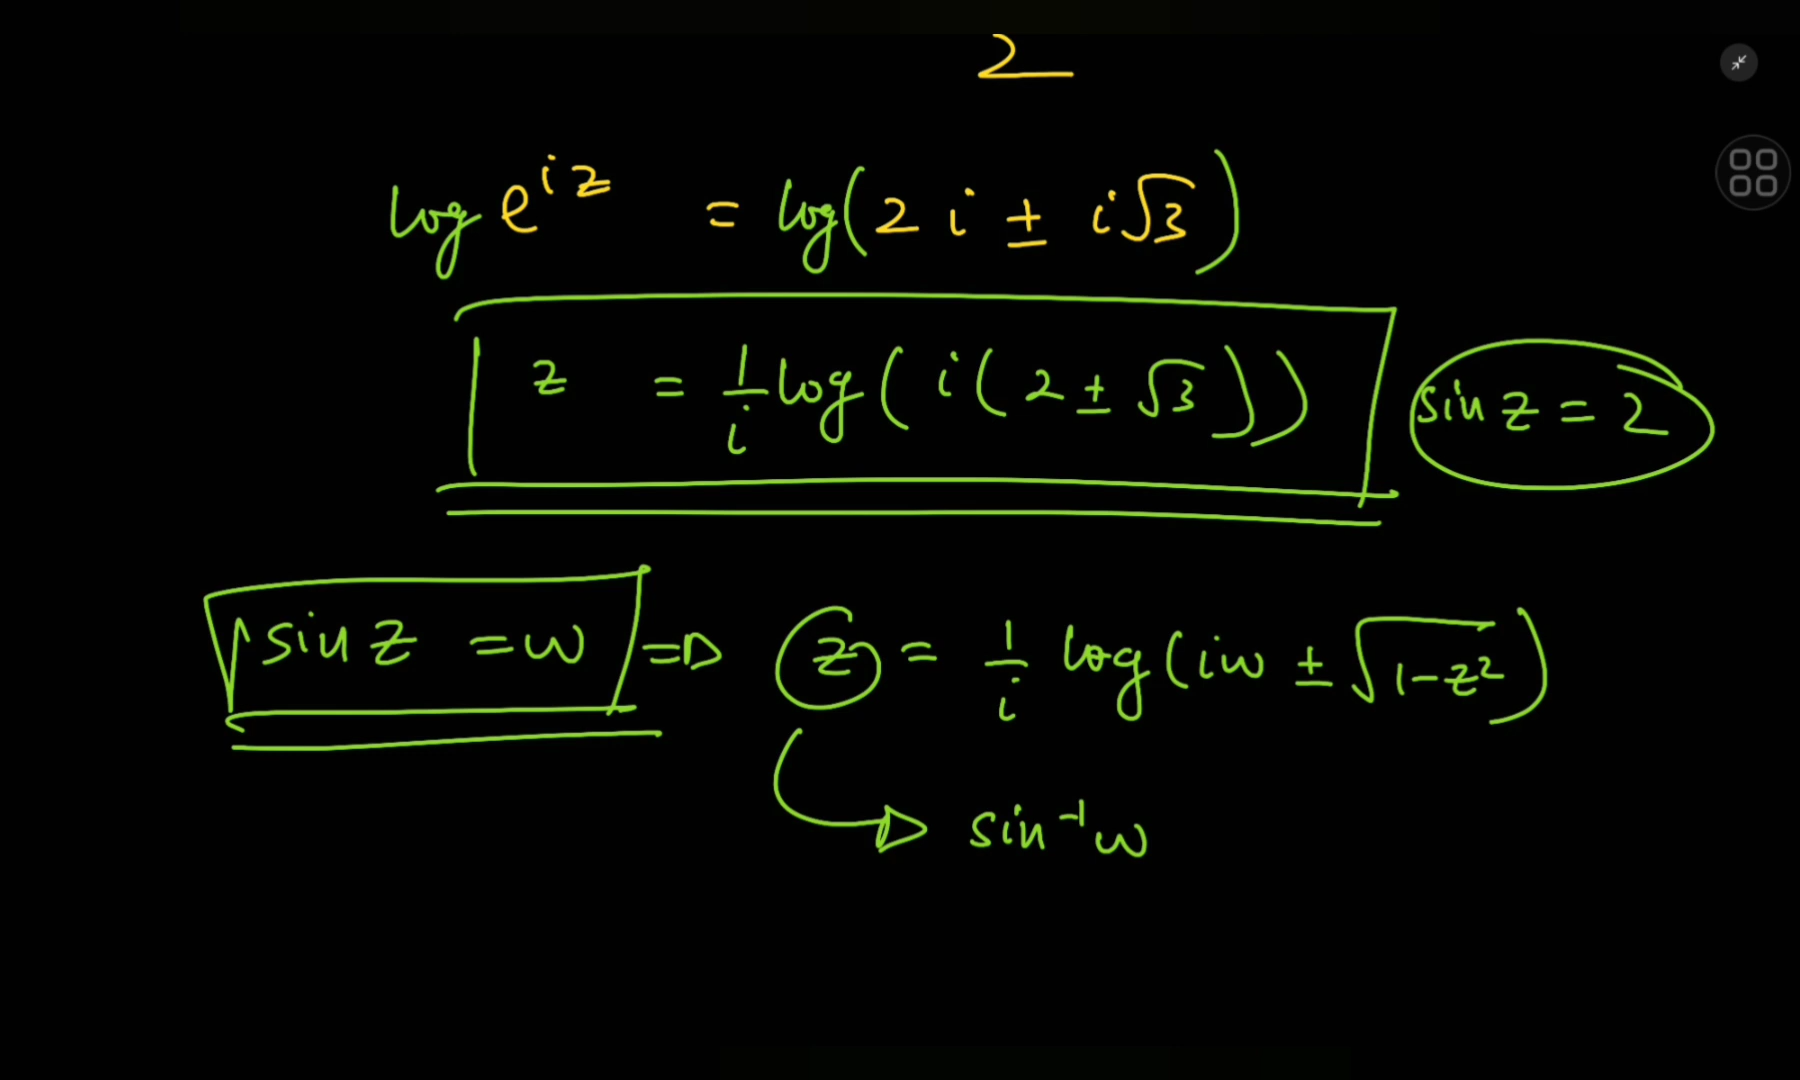 2
log e^{iz} = log(2i ± i√3)
z = 1/i log(i(2 ± √3))
sin z = 2
sin z = w ⇒ z = 1/i log(iw ± √(1-z²))
sin⁻¹w